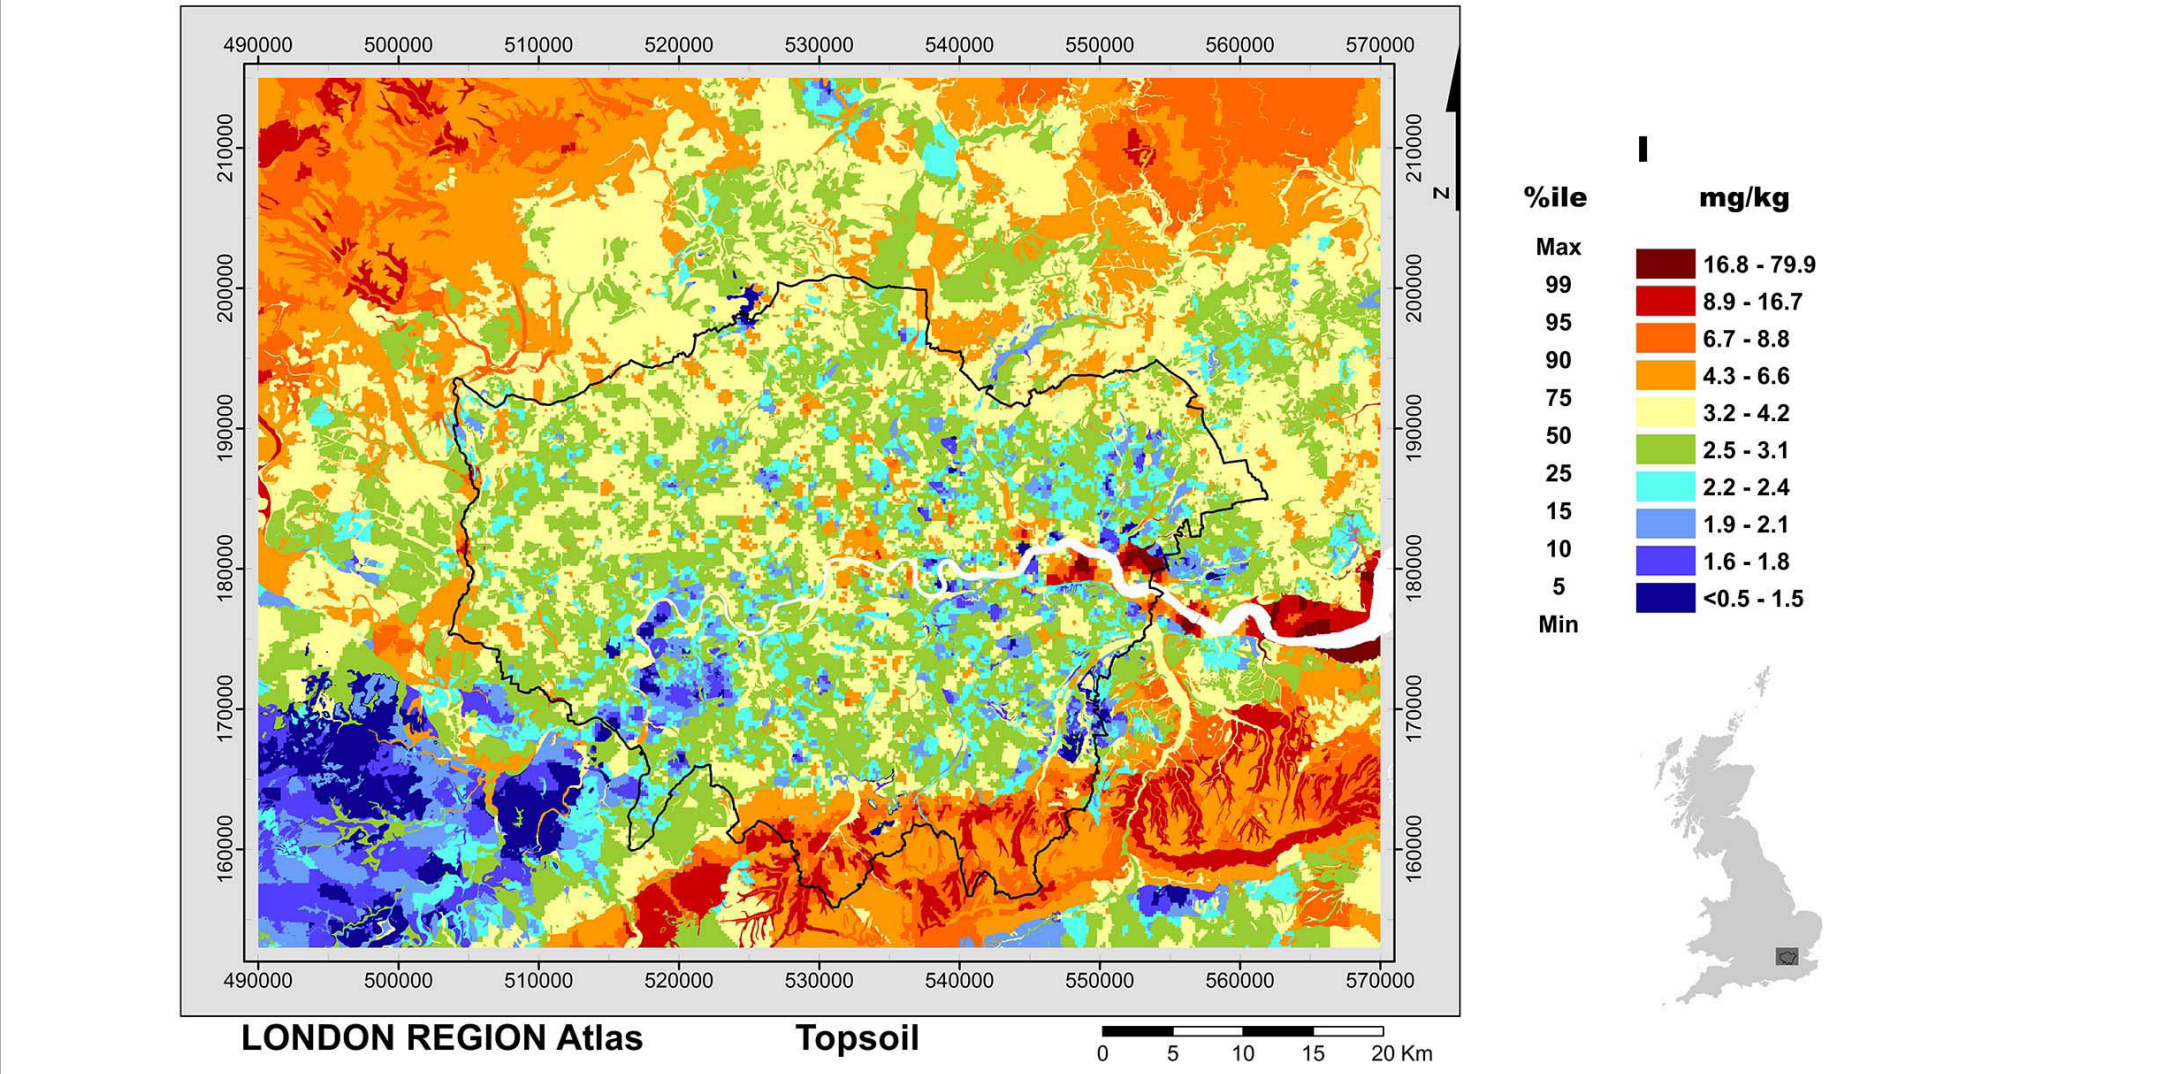 490000 500000 510000 520000 530000 540000 550000 560000 570000
210000
200000
190000
180000
170000
160000
210000
200000
190000
180000
170000
160000
490000 500000 510000 520000 530000 540000 550000 560000 570000
N
LONDON REGION Atlas
Topsoil
0 5 10 15 20 Km
I
%ile mg/kg
Max
16.8 - 79.9
99
8.9 - 16.7
95
6.7 - 8.8
90
4.3 - 6.6
75
3.2 - 4.2
50
2.5 - 3.1
25
2.2 - 2.4
15
1.9 - 2.1
10
1.6 - 1.8
5
<0.5 - 1.5
Min